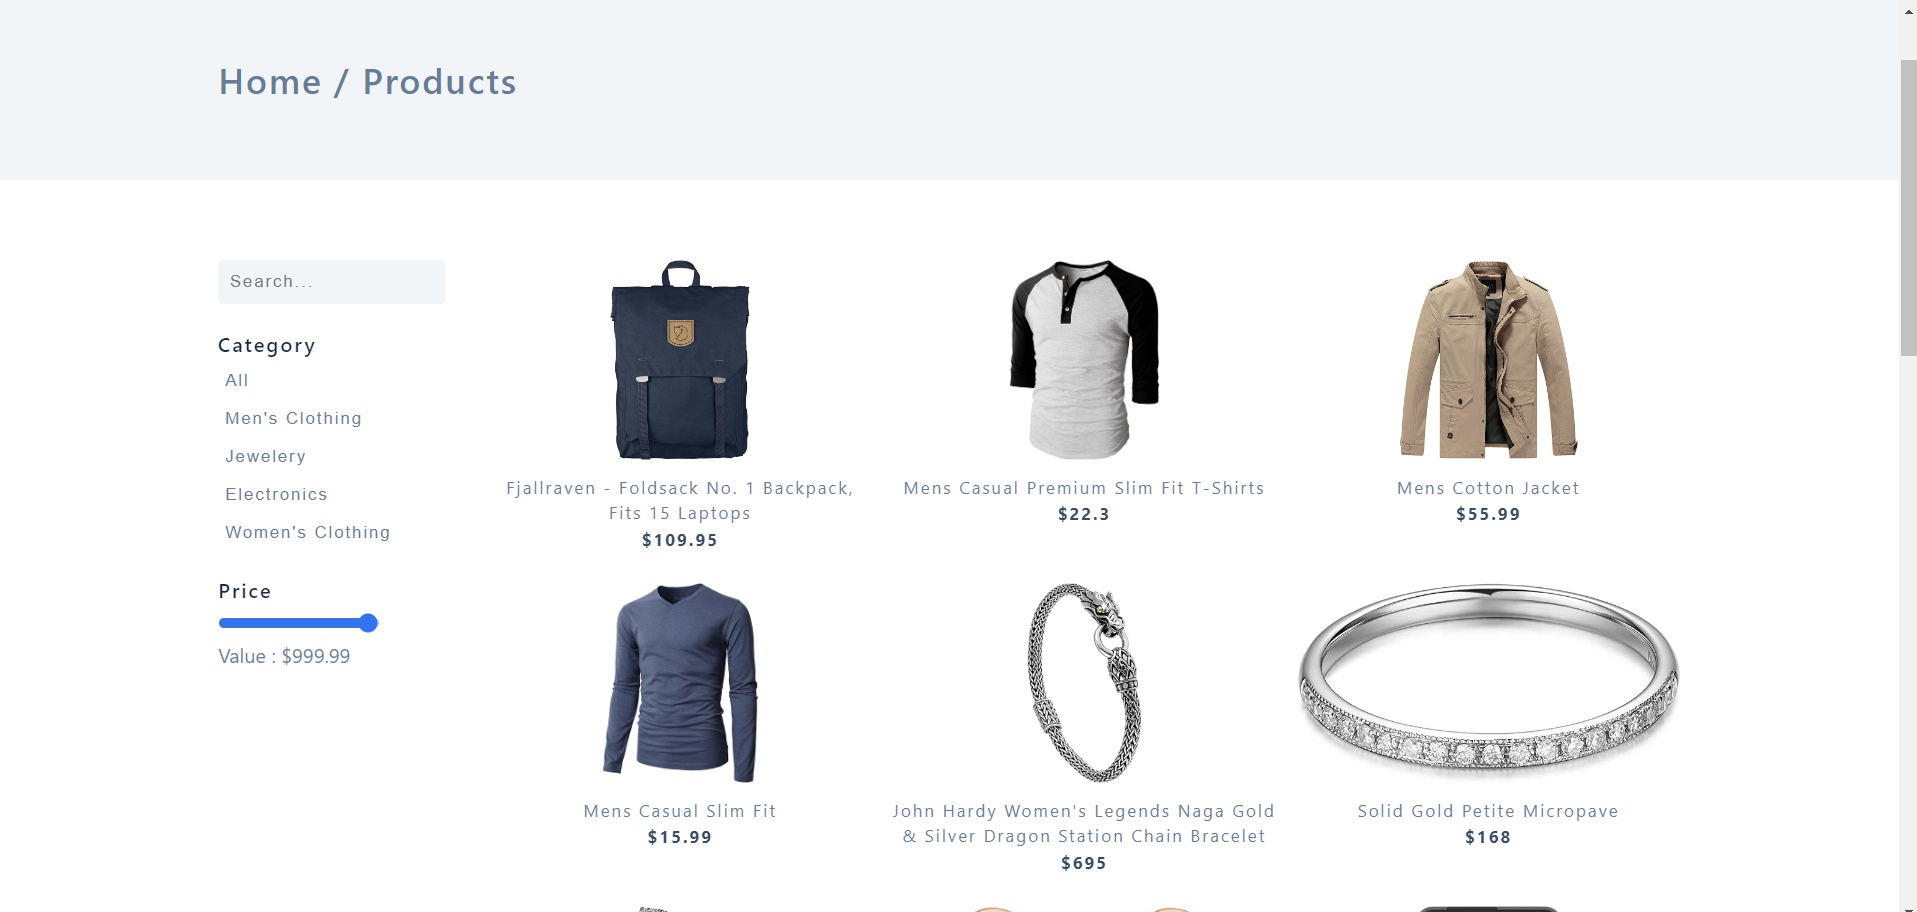 Home / Products
Search...
Category
All
Men's Clothing
Jewelery
Electronics
Women's Clothing
Price
Value : $999.99
Fjallraven - Foldsack No. 1 Backpack,
Fits 15 Laptops
$109.95
Mens Casual Premium Slim Fit T-Shirts
$22.3
Mens Cotton Jacket
$55.99
Mens Casual Slim Fit
$15.99
John Hardy Women's Legends Naga Gold
& Silver Dragon Station Chain Bracelet
$695
Solid Gold Petite Micropave
$168